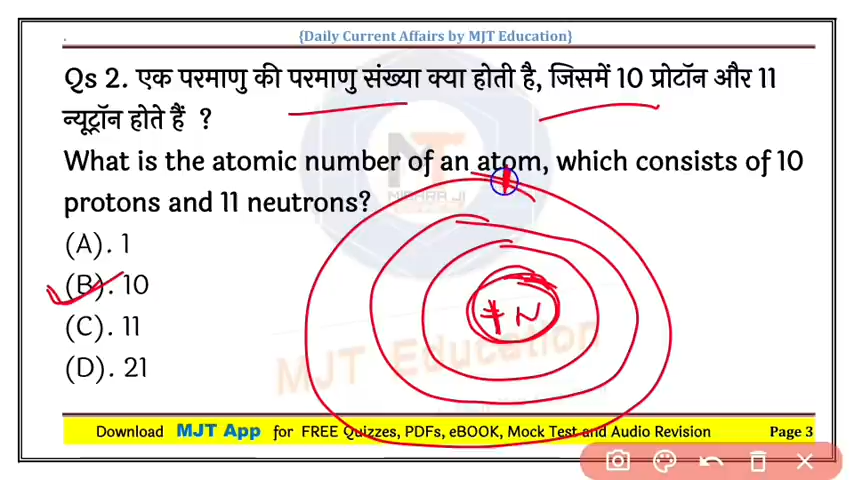 {Daily Current Affairs by MJT Education}
Qs 2. एक परमाणु की परमाणु संख्या क्या होती है, जिसमें 10 प्रोटॉन और 11
न्यूट्रॉन होते हैं ?
What is the atomic number of an atom, which consists of 10
protons and 11 neutrons?
(A). 1
(B). 10
(C). 11
(D). 21
N
MJT Education
Download MJT App for FREE Quizzes, PDFs, eBOOK, Mock Test and Audio Revision Page 3